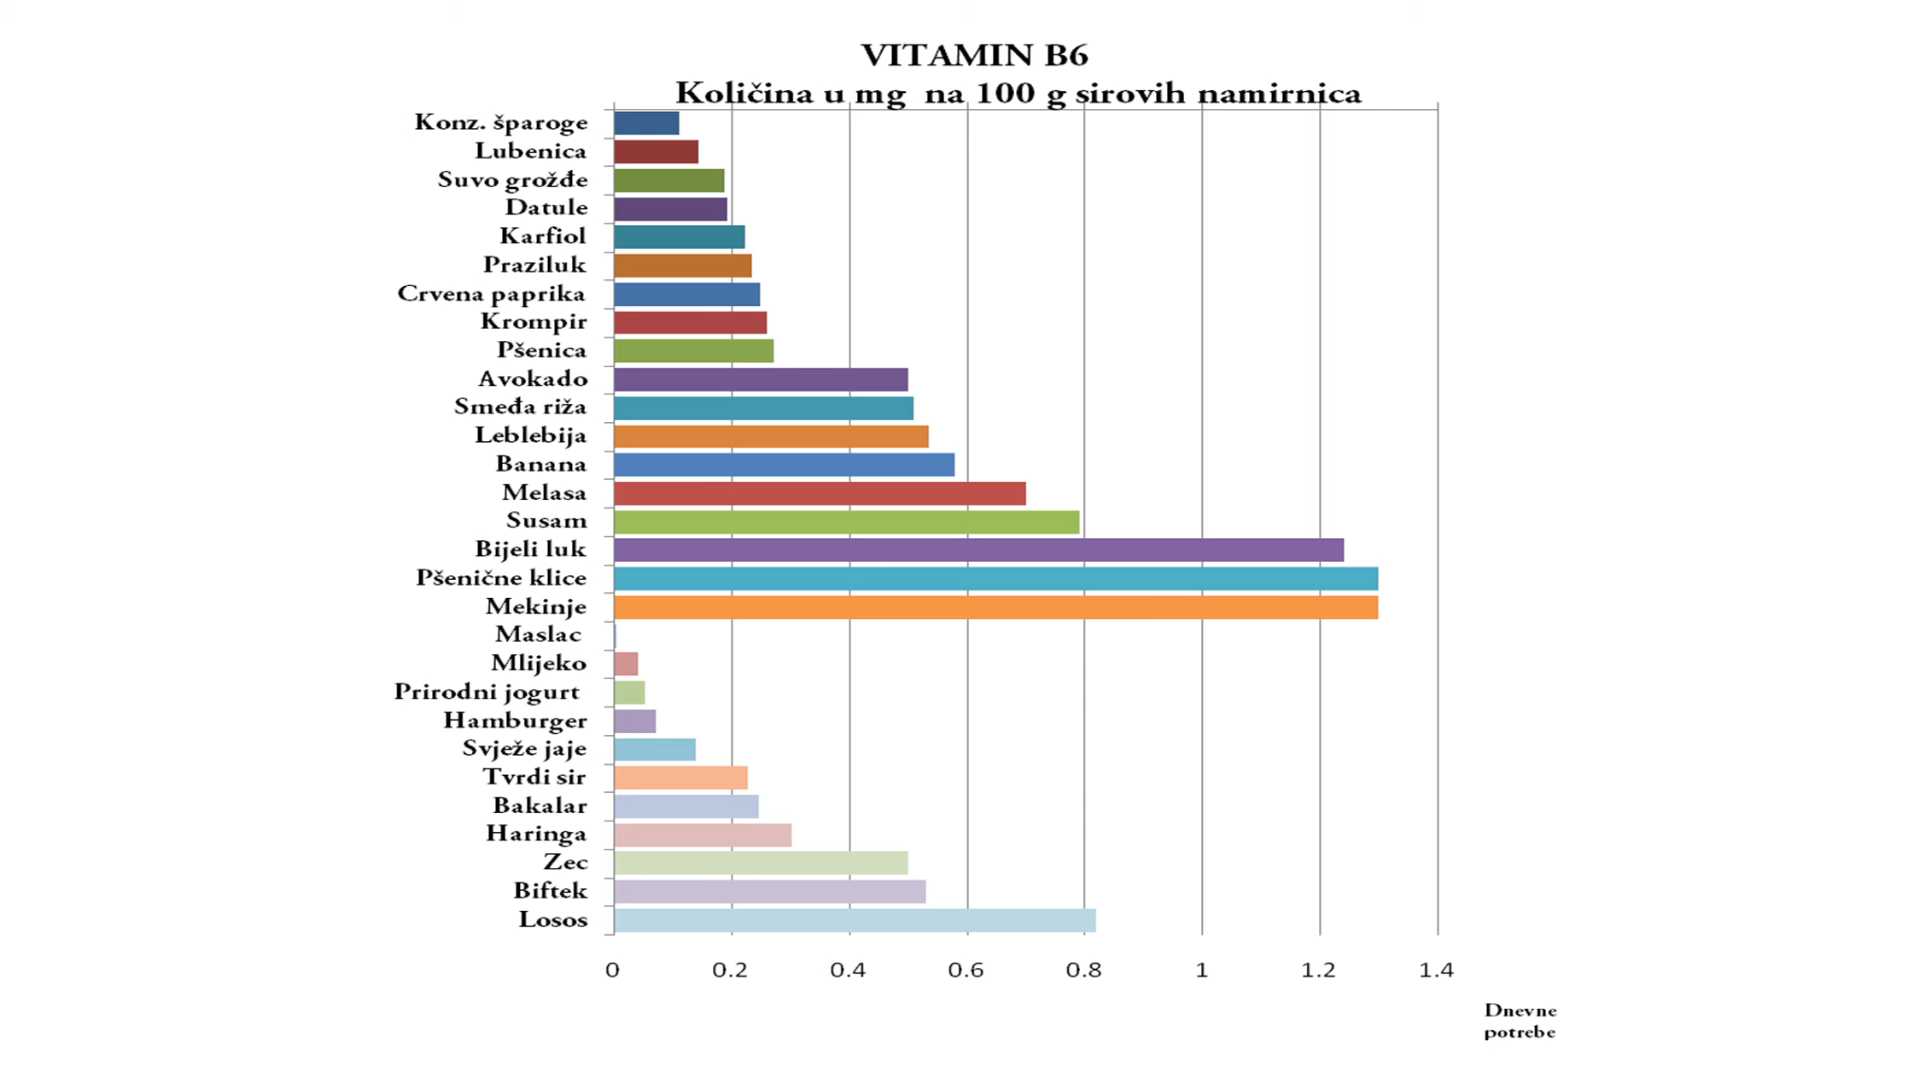 VITAMIN B6
Količina u mg na 100 g sirovih namirnica
Konz. šparoge
Lubenica
Suvo grožđe
Datule
Karfiol
Praziluk
Crvena paprika
Krompir
Pšenica
Avokado
Smeđa riža
Leblebija
Banana
Melasa
Susam
Bijeli luk
Pšenične klice
Mekinje
Maslac
Mlijeko
Prirodni jogurt
Hamburger
Svježe jaje
Tvrdi sir
Bakalar
Haringa
Zec
Biftek
Losos
0 0.2 0.4 0.6 0.8 1 1.2 1.4
Dnevne
potrebe